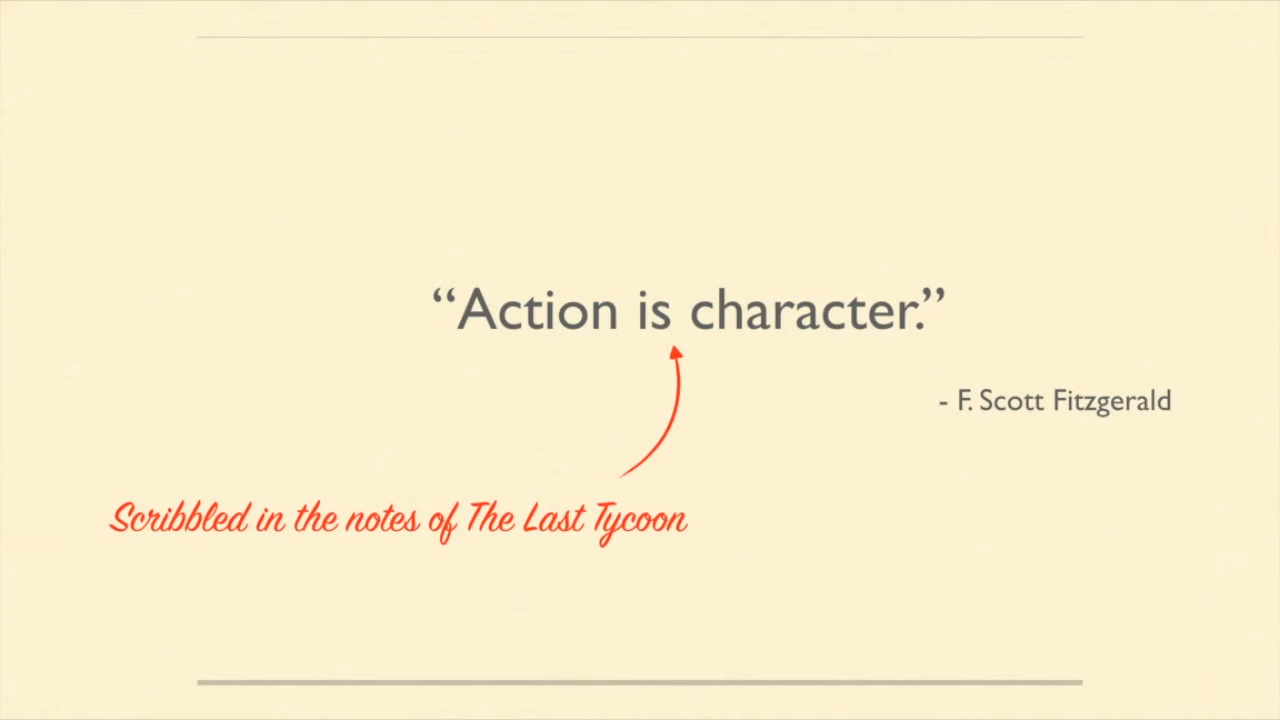 “Action is character.”
- F. Scott Fitzgerald
Scribbled in the notes of The Last Tycoon